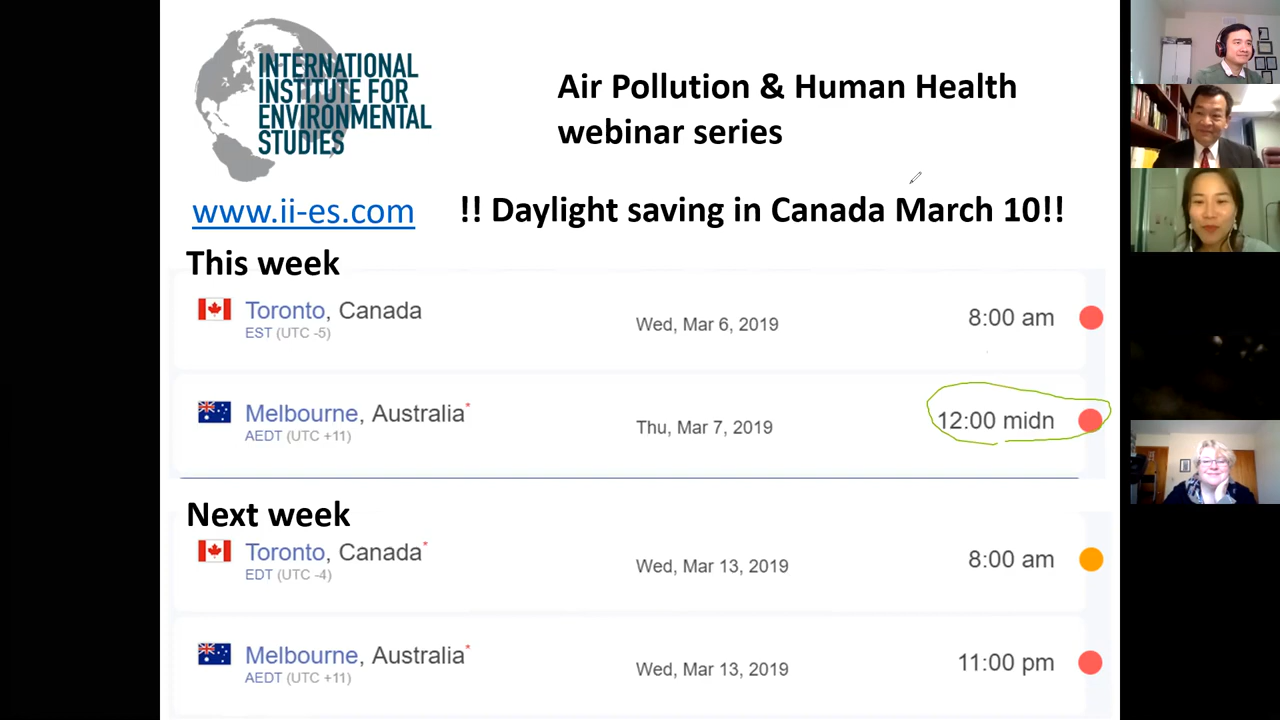 INTERNATIONAL
INSTITUTE FOR
ENVIRONMENTAL
STUDIES
Air Pollution & Human Health
webinar series
www.ii-es.com
!! Daylight saving in Canada March 10!!
This week
Toronto, Canada
EST (UTC -5)
Wed, Mar 6, 2019
8:00 am
Melbourne, Australia*
AEDT (UTC +11)
Thu, Mar 7, 2019
12:00 midn
Next week
Toronto, Canada*
EDT (UTC -4)
Wed, Mar 13, 2019
8:00 am
Melbourne, Australia*
AEDT (UTC +11)
Wed, Mar 13, 2019
11:00 pm